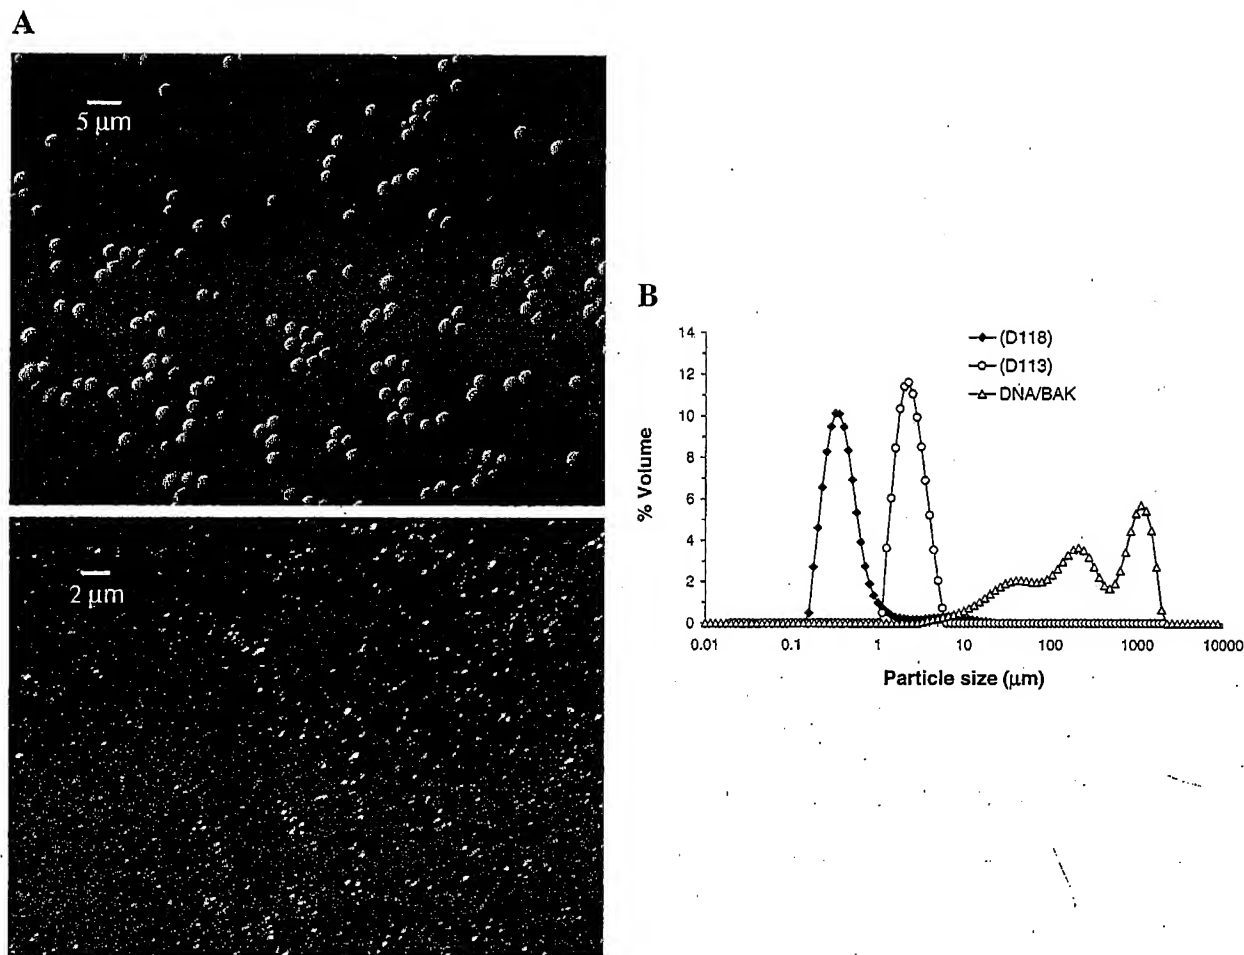 A
5 μm
2 μm
B
14
12
10
8
6
4
2
0
% Volume
(D118)
(D113)
DNA/BAK
0.01
0.1
1
10
100
1000
10000
Particle size (μm)